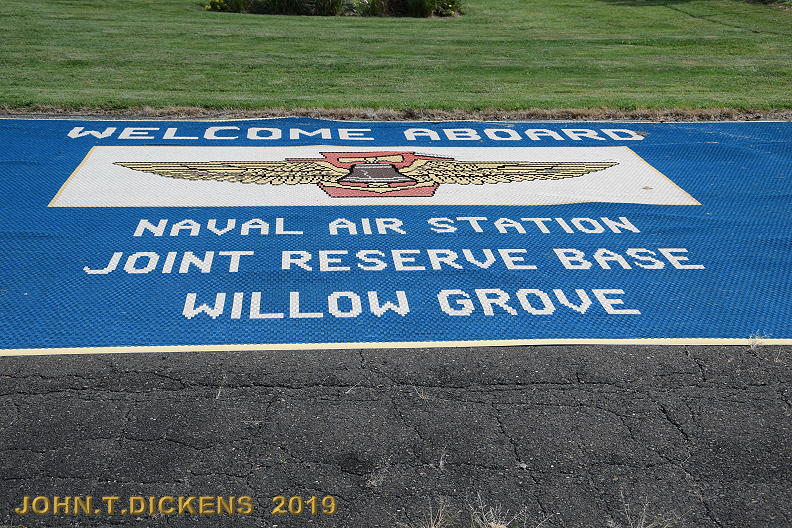 WELCOME ABOARD
NAVAL AIR STATION
JOINT RESERVE BASE
WILLOW GROVE
JOHN.T.DICKENS 2019